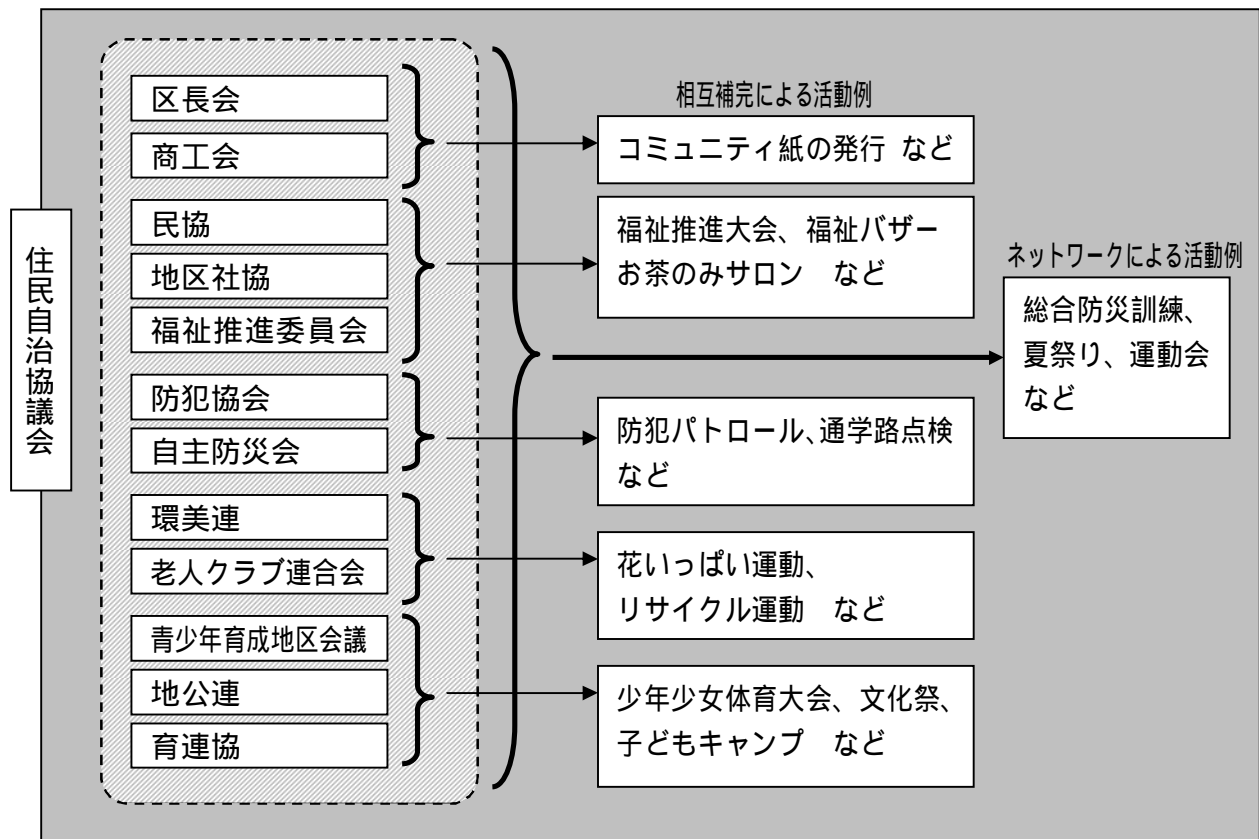 住民自治協議会
区長会
商工会
民協
地区社協
福祉推進委員会
防犯協会
自主防災会
環美連
老人クラブ連合会
青少年育成地区会議
地公連
育連協
相互補完による活動例
コミュニティ紙の発行 など
福祉推進大会、福祉バザー
お茶のみサロン　など
防犯パトロール、通学路点検
など
花いっぱい運動、
リサイクル運動　など
少年少女体育大会、文化祭、
子どもキャンプ　など
ネットワークによる活動例
総合防災訓練、
夏祭り、運動会
など